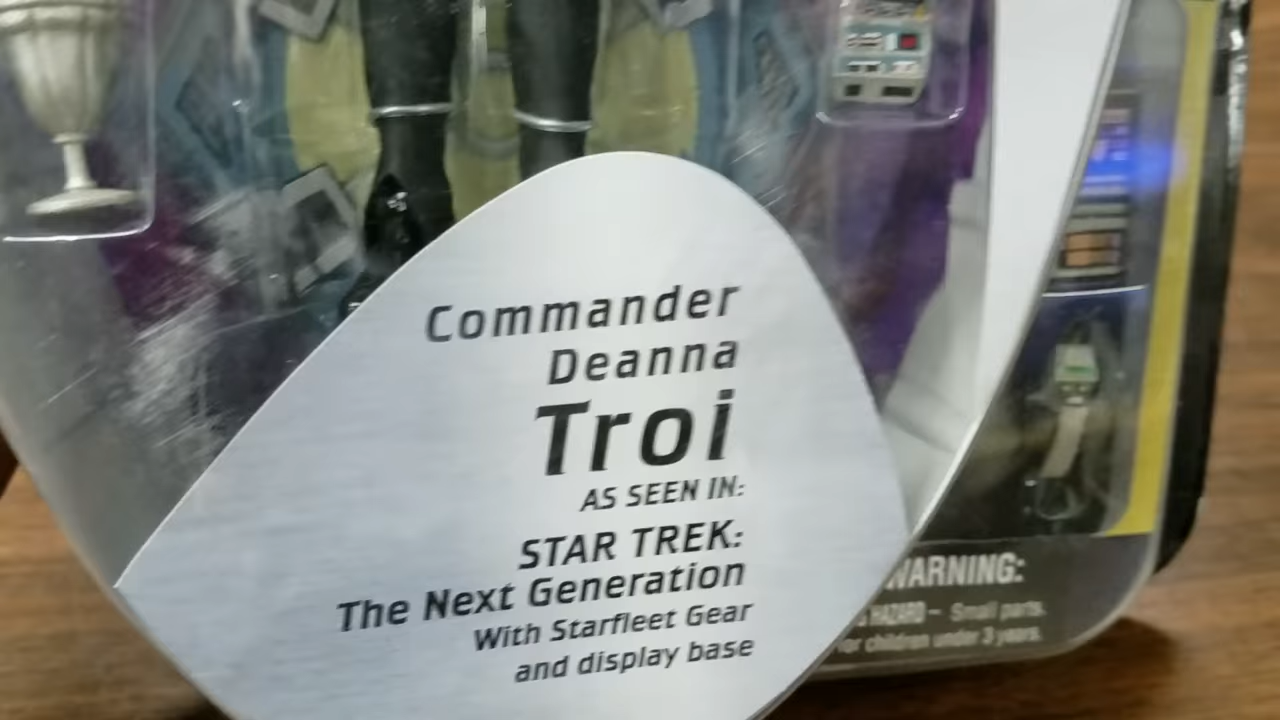 Commander
Deanna
Troi
AS SEEN IN:
STAR TREK:
The Next Generation
With Starfleet Gear
and display base
WARNING:
HAZARD — Small parts.
for children under 3 years.